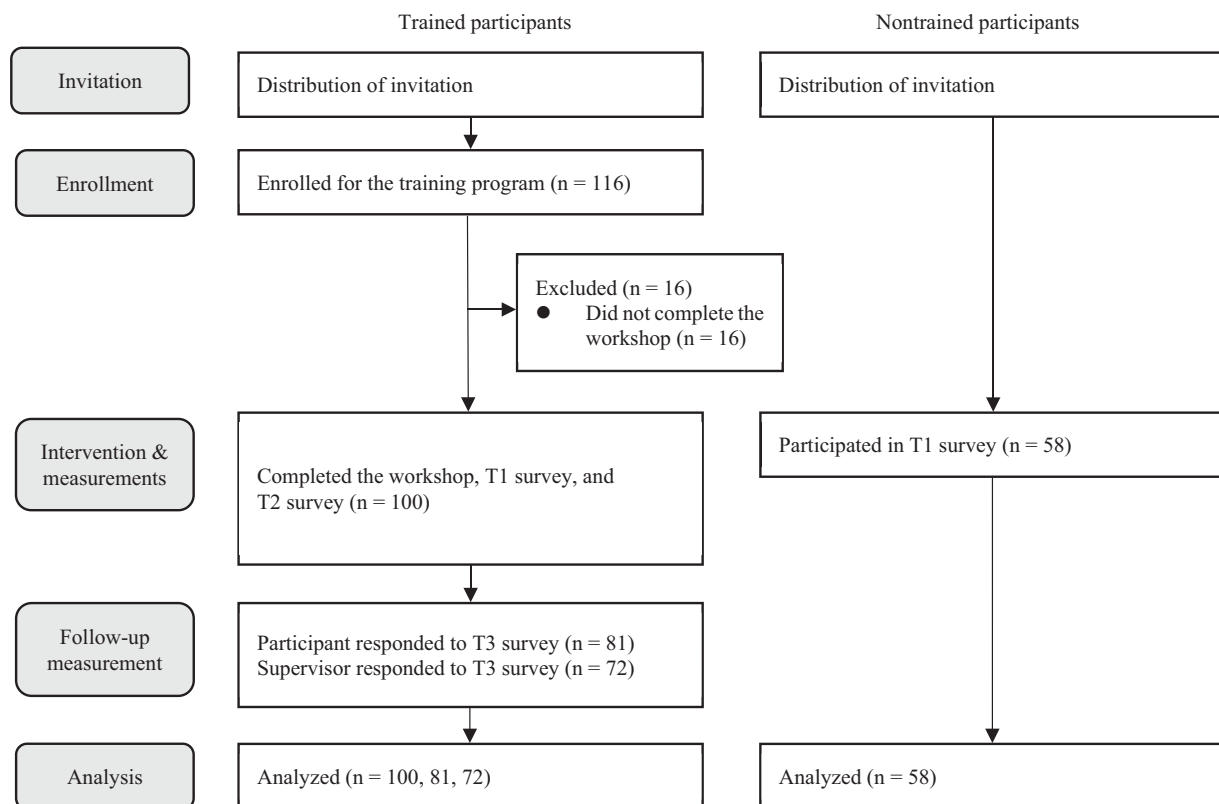 Trained participants
Nontrained participants
Invitation
Distribution of invitation
Distribution of invitation
Enrollment
Enrolled for the training program (n = 116)
Excluded (n = 16)
● Did not complete the
workshop (n = 16)
Intervention &
measurements
Completed the workshop, T1 survey, and
T2 survey (n = 100)
Participated in T1 survey (n = 58)
Follow-up
measurement
Participant responded to T3 survey (n = 81)
Supervisor responded to T3 survey (n = 72)
Analysis
Analyzed (n = 100, 81, 72)
Analyzed (n = 58)